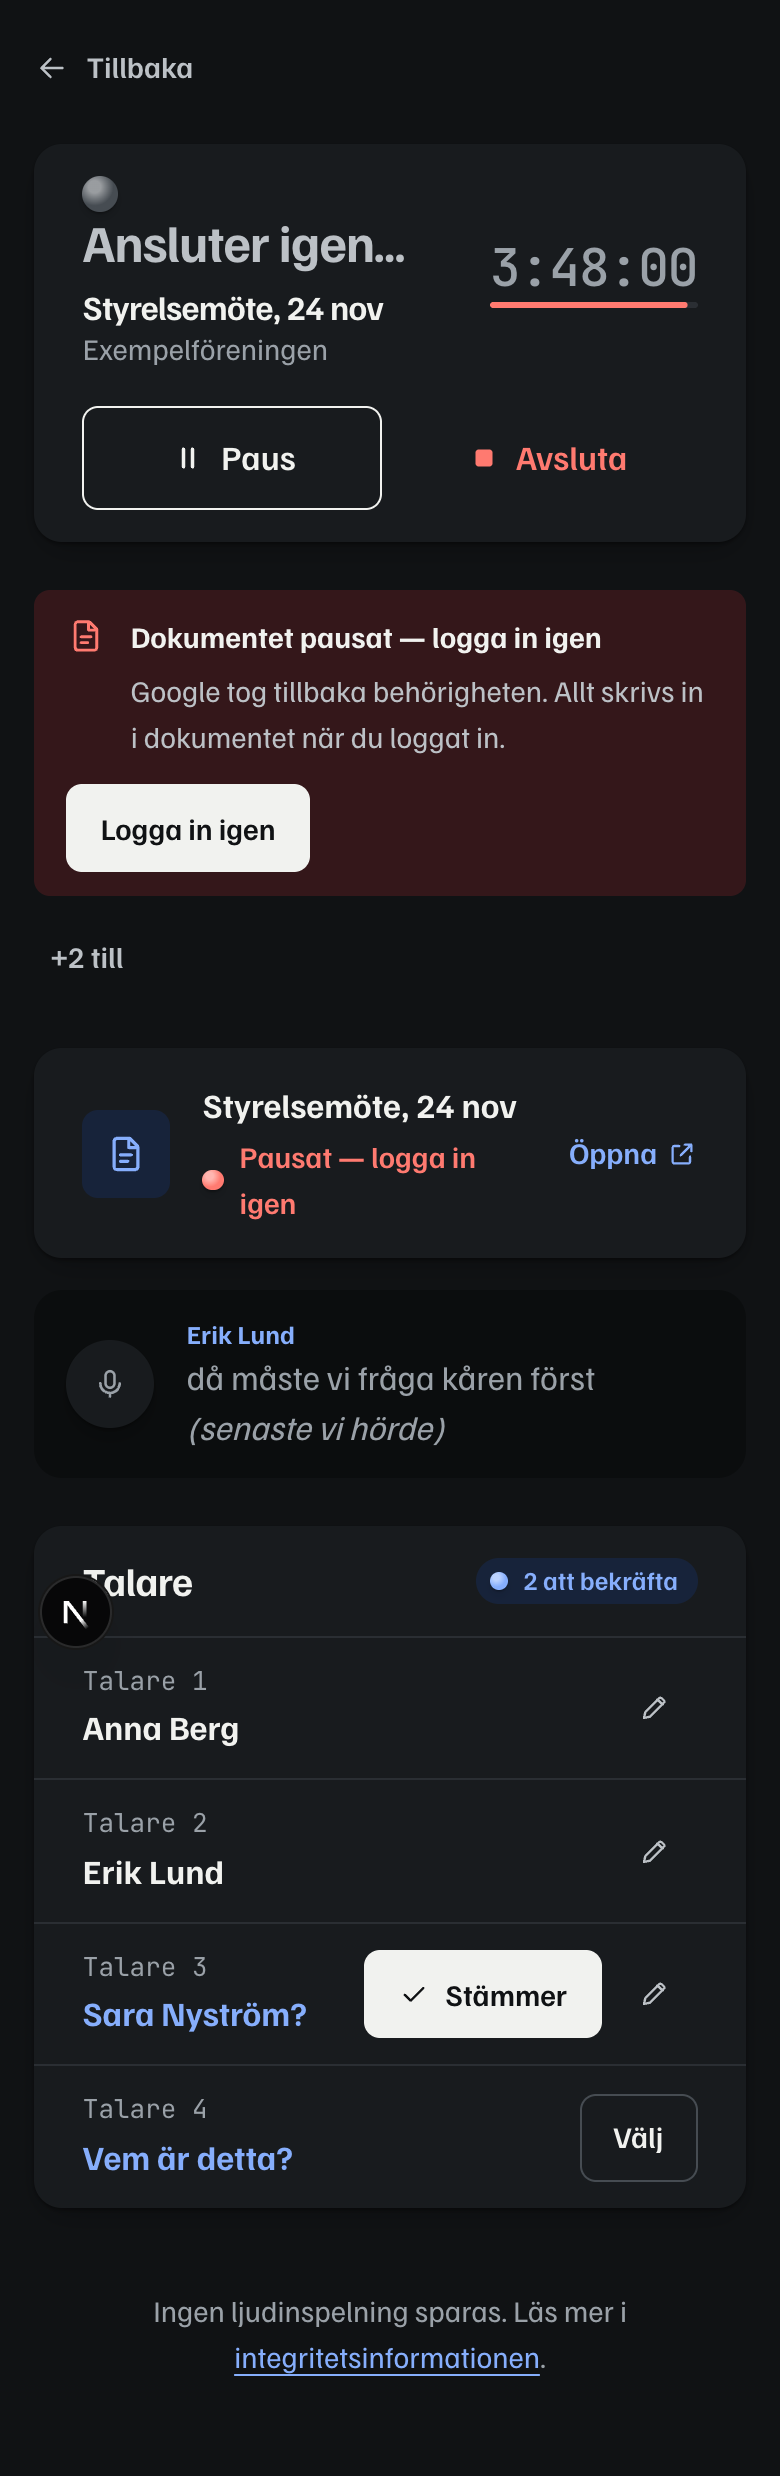 Tillbaka
Ansluter igen...
3:48:00
Styrelsemöte, 24 nov
Exempelföreningen
Paus
Avsluta
Dokumentet pausat — logga in igen
Google tog tillbaka behörigheten. Allt skrivs in
i dokumentet när du loggat in.
Logga in igen
+2 till
Styrelsemöte, 24 nov
Pausat — logga in
igen
Öppna
Erik Lund
då måste vi fråga kåren först
(senaste vi hörde)
Talare
2 att bekräfta
N
Talare 1
Anna Berg
Talare 2
Erik Lund
Talare 3
Sara Nyström?
Stämmer
Talare 4
Vem är detta?
Välj
Ingen ljudinspelning sparas. Läs mer i
integritetsinformationen.